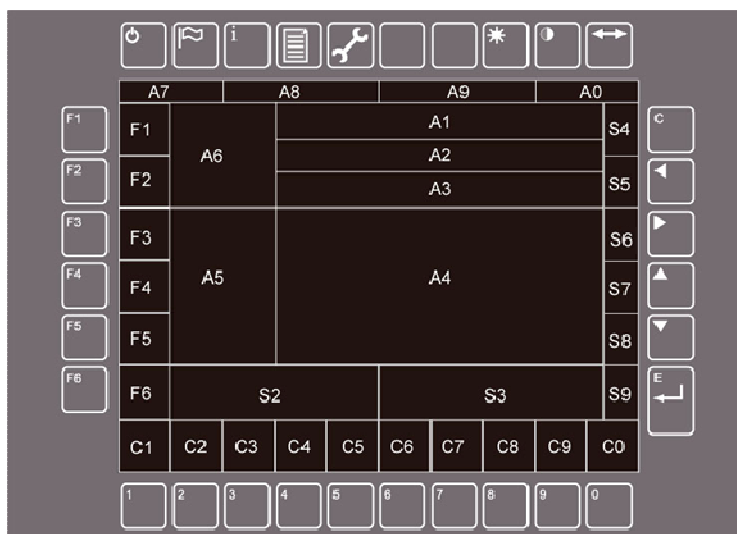 i
A7 A8 A9 A0
F1 F1 A6 A1 S4 C
A2
F2 F2 A3 S5
F3 F3 S6
F4 F4 A5 A4 S7
F5 F5 S8
F6 F6 S2 S3 S9 E
C1 C2 C3 C4 C5 C6 C7 C8 C9 C0
1 2 3 4 5 6 7 8 9 0